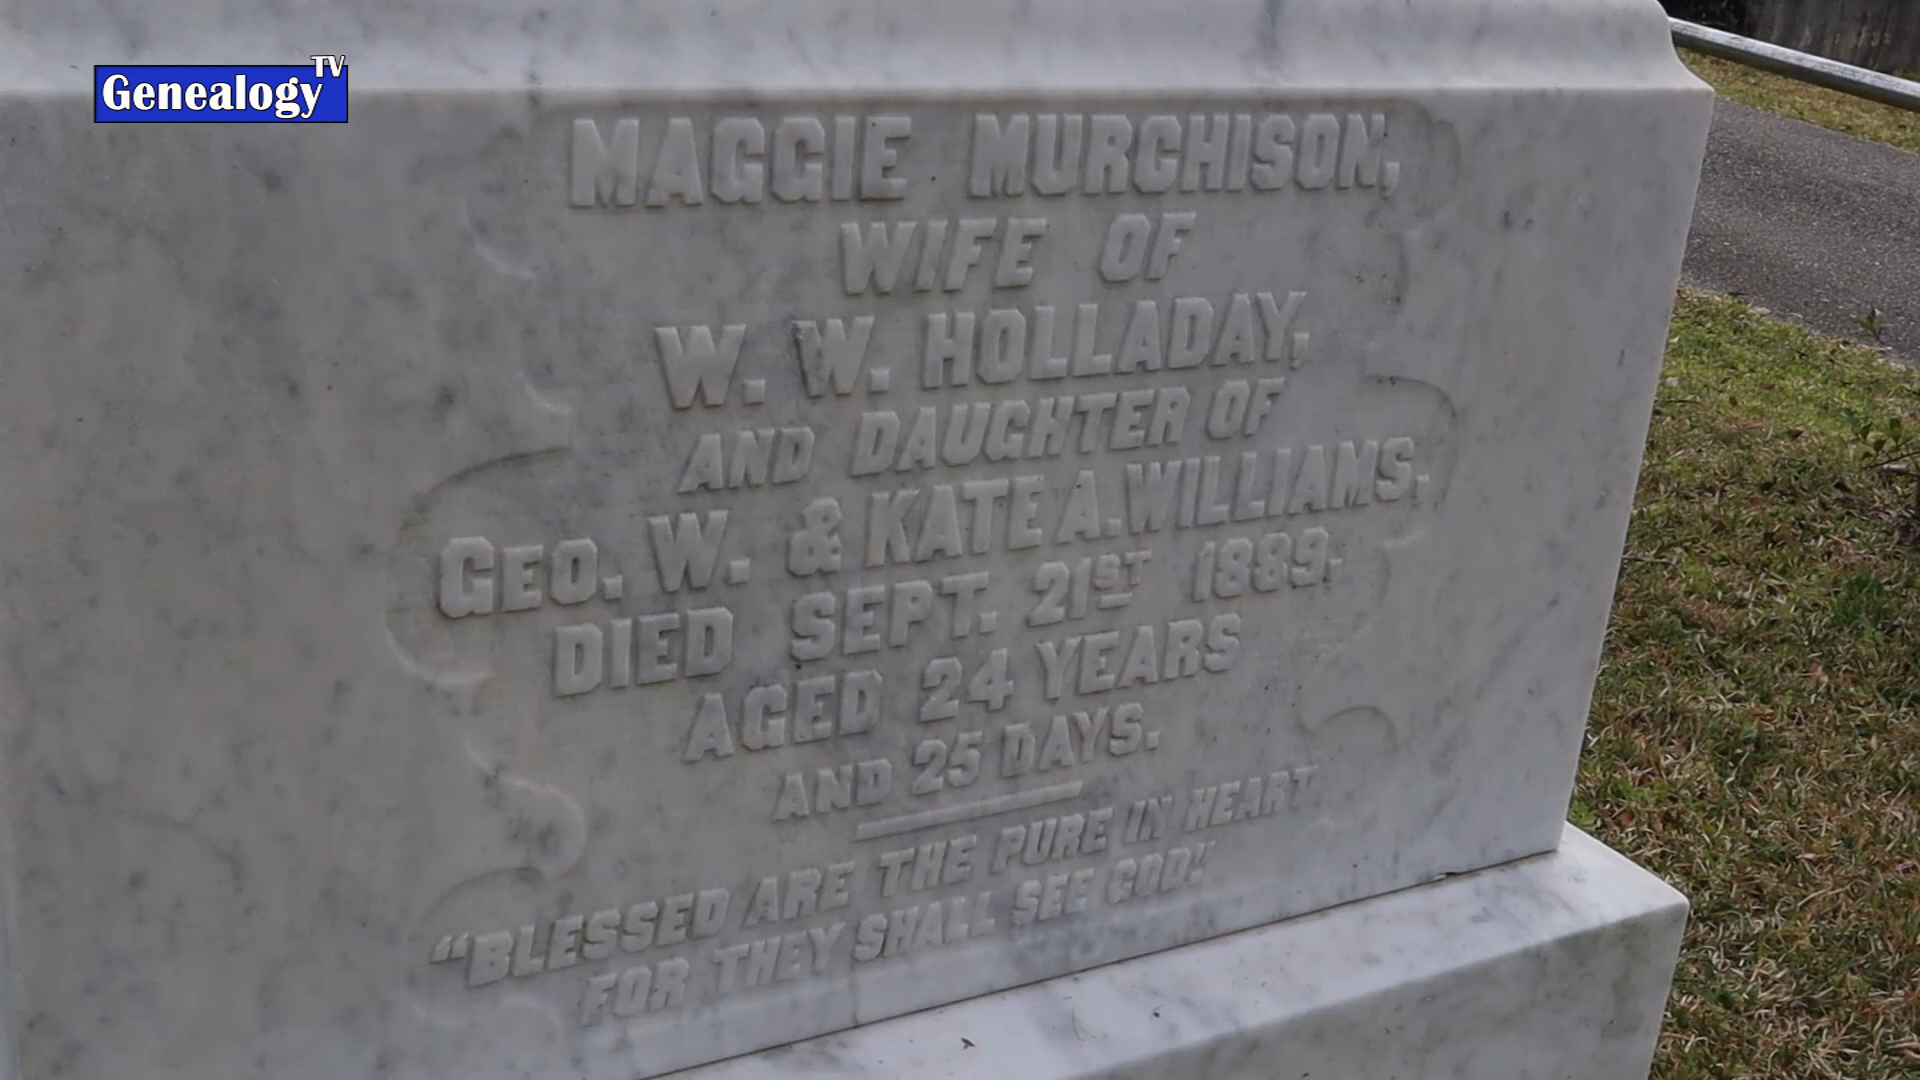 Genealogy TV
MAGGIE MURCHISON,
WIFE OF
W. W. HOLLADAY,
AND DAUGHTER OF
GEO. W. & KATE A. WILLIAMS,
DIED SEPT. 21ST 1889,
AGED 24 YEARS
AND 25 DAYS.
"BLESSED ARE THE PURE IN HEART
FOR THEY SHALL SEE GOD."